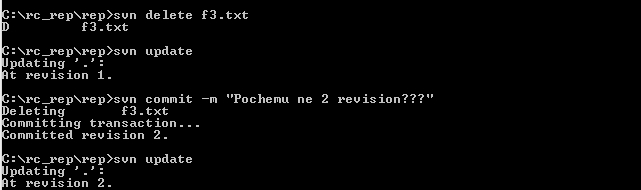 C:\rc_rep\rep>svn delete f3.txt
D         f3.txt
C:\rc_rep\rep>svn update
Updating '.':
At revision 1.
C:\rc_rep\rep>svn commit -m "Pochemu ne 2 revision???"
Deleting       f3.txt
Committing transaction...
Committed revision 2.
C:\rc_rep\rep>svn update
Updating '.':
At revision 2.